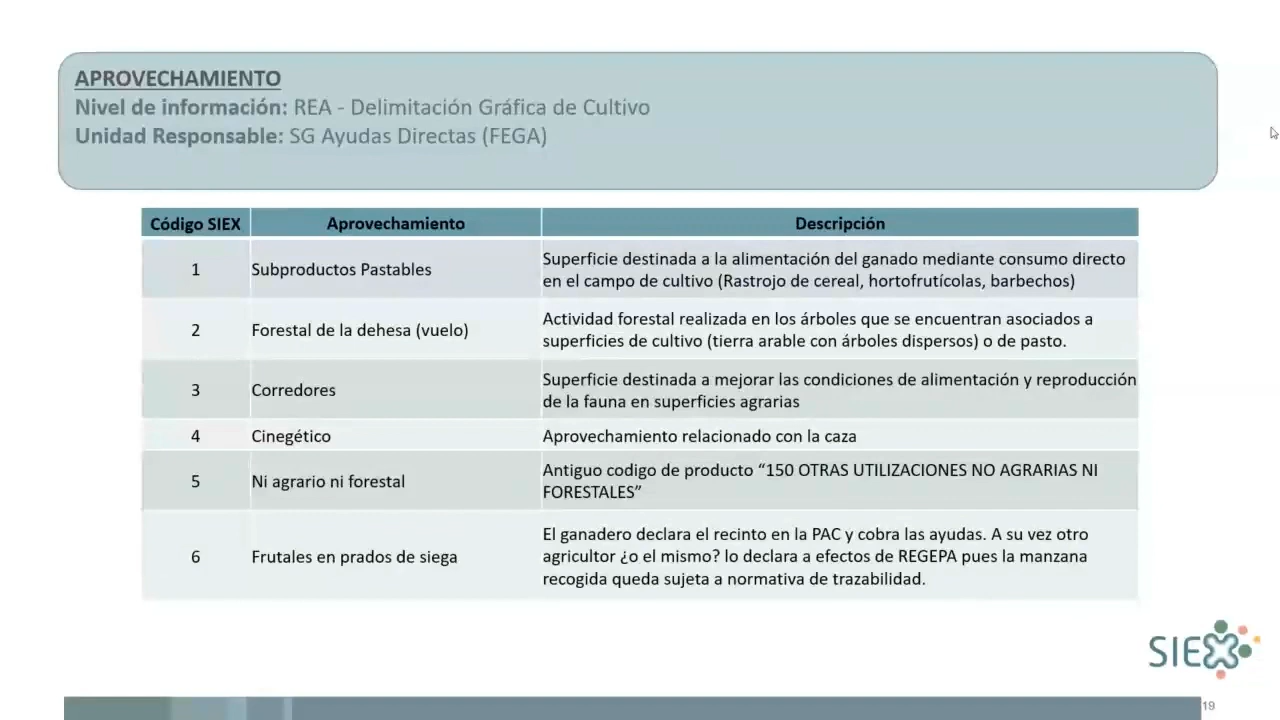 APROVECHAMIENTO
Nivel de información: REA - Delimitación Gráfica de Cultivo
Unidad Responsable: SG Ayudas Directas (FEGA)
Código SIEX Aprovechamiento Descripción
1 Subproductos Pastables Superficie destinada a la alimentación del ganado mediante consumo directo
en el campo de cultivo (Rastrojo de cereal, hortofrutícolas, barbechos)
2 Forestal de la dehesa (vuelo) Actividad forestal realizada en los árboles que se encuentran asociados a
superficies de cultivo (tierra arable con árboles dispersos) o de pasto.
3 Corredores Superficie destinada a mejorar las condiciones de alimentación y reproducción
de la fauna en superficies agrarias
4 Cinegético Aprovechamiento relacionado con la caza
5 Ni agrario ni forestal Antiguo codigo de producto “150 OTRAS UTILIZACIONES NO AGRARIAS NI
FORESTALES”
6 Frutales en prados de siega El ganadero declara el recinto en la PAC y cobra las ayudas. A su vez otro
agricultor ¿o el mismo? lo declara a efectos de REGEPA pues la manzana
recogida queda sujeta a normativa de trazabilidad.
SIEX
19